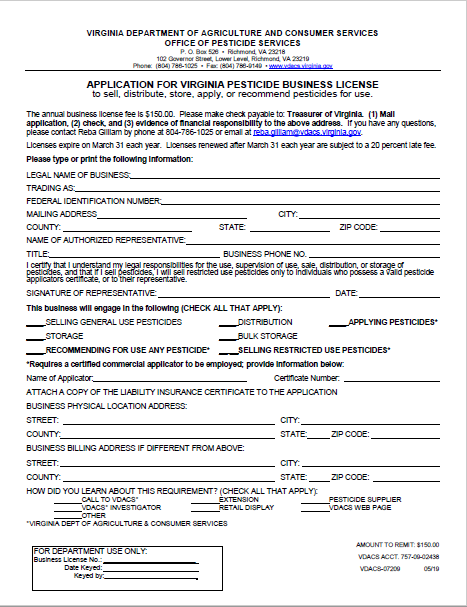 VIRGINIA DEPARTMENT OF AGRICULTURE AND CONSUMER SERVICES
OFFICE OF PESTICIDE SERVICES
P. O. Box 526 • Richmond, VA 23218
102 Governor Street, Lower Level, Richmond, VA 23219
Phone: (804) 786-1025 • Fax: (804) 786-9149 • www.vdacs.virginia.gov
APPLICATION FOR VIRGINIA PESTICIDE BUSINESS LICENSE
to sell, distribute, store, apply, or recommend pesticides for use.
The annual business license fee is $150.00. Please make check payable to: Treasurer of Virginia. (1) Mail
application, (2) check, and (3) evidence of financial responsibility to the above address. If you have any questions,
please contact Reba Gilliam by phone at 804-786-1025 or email at reba.gilliam@vdacs.virginia.gov.
Licenses expire on March 31 each year. Licenses renewed after March 31 each year are subject to a 20 percent late fee.
Please type or print the following information:
LEGAL NAME OF BUSINESS:
TRADING AS:
FEDERAL IDENTIFICATION NUMBER:
MAILING ADDRESS CITY:
COUNTY: STATE: ZIP CODE:
NAME OF AUTHORIZED REPRESENTATIVE:
TITLE: BUSINESS PHONE NO.
I certify that I understand my legal responsibilities for the use, supervision of use, sale, distribution, or storage of
pesticides, and that if I sell pesticides, I will sell restricted use pesticides only to individuals who possess a valid pesticide
applicators certificate, or to their representative.
SIGNATURE OF REPRESENTATIVE: DATE:
This business will engage in the following (CHECK ALL THAT APPLY):
SELLING GENERAL USE PESTICIDES DISTRIBUTION APPLYING PESTICIDES*
STORAGE BULK STORAGE
RECOMMENDING FOR USE ANY PESTICIDE* SELLING RESTRICTED USE PESTICIDES*
*Requires a certified commercial applicator to be employed; provide information below:
Name of Applicator: Certificate Number:
ATTACH A COPY OF THE LIABILITY INSURANCE CERTIFICATE TO THE APPLICATION
BUSINESS PHYSICAL LOCATION ADDRESS:
STREET: CITY:
COUNTY: STATE: ZIP CODE:
BUSINESS BILLING ADDRESS IF DIFFERENT FROM ABOVE:
STREET: CITY:
COUNTY: STATE: ZIP CODE:
HOW DID YOU LEARN ABOUT THIS REQUIREMENT? (CHECK ALL THAT APPLY):
CALL TO VDACS* EXTENSION PESTICIDE SUPPLIER
VDACS* INVESTIGATOR RETAIL DISPLAY VDACS WEB PAGE
OTHER
*VIRGINIA DEPT OF AGRICULTURE & CONSUMER SERVICES
FOR DEPARTMENT USE ONLY:
Business License No.:
Date Keyed:
Keyed by:
AMOUNT TO REMIT: $150.00
VDACS ACCT. 757-09-02438
VDACS-07209 05/19